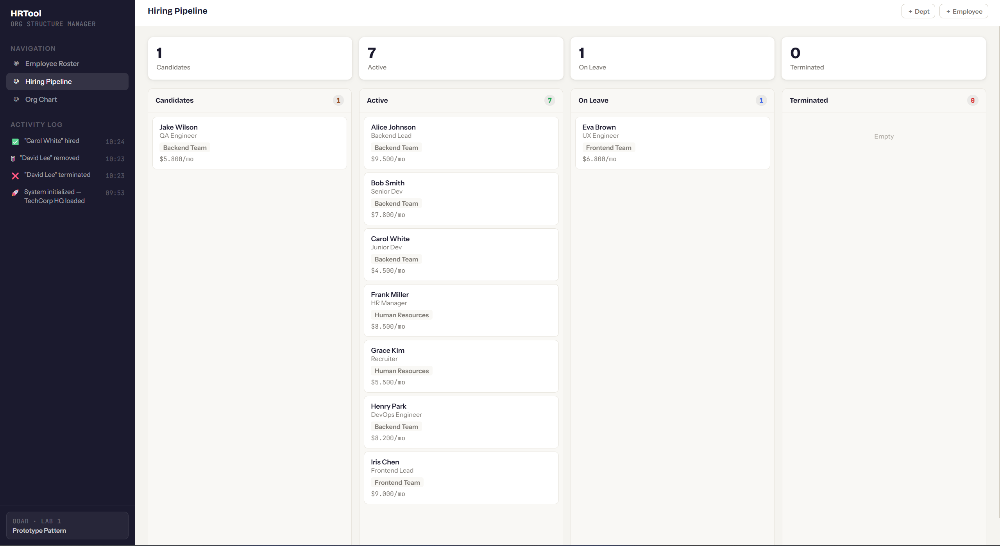 HRTool
ORG STRUCTURE MANAGER
NAVIGATION
Employee Roster
Hiring Pipeline
Org Chart
ACTIVITY LOG
"Carol White" hired 10:24
"David Lee" removed 10:23
"David Lee" terminated 10:23
System initialized — 09:53
TechCorp HQ loaded
ООАП · LAB 1
Prototype Pattern
Hiring Pipeline
+ Dept
+ Employee
1
Candidates
7
Active
1
On Leave
0
Terminated
Candidates 1
Jake Wilson
QA Engineer
Backend Team
$5.800/mo
Active 7
Alice Johnson
Backend Lead
Backend Team
$9.500/mo
Bob Smith
Senior Dev
Backend Team
$7.800/mo
Carol White
Junior Dev
Backend Team
$4.500/mo
Frank Miller
HR Manager
Human Resources
$8.500/mo
Grace Kim
Recruiter
Human Resources
$5.500/mo
Henry Park
DevOps Engineer
Backend Team
$8.200/mo
Iris Chen
Frontend Lead
Frontend Team
$9.000/mo
On Leave 1
Eva Brown
UX Engineer
Frontend Team
$6.800/mo
Terminated 0
Empty